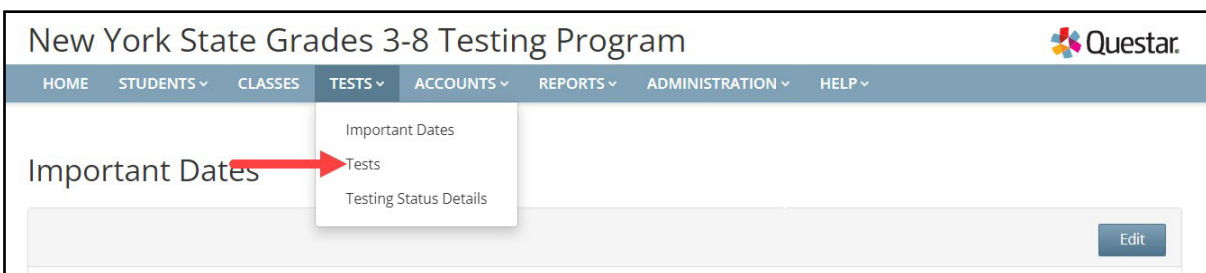 New York State Grades 3-8 Testing Program
Questar.
HOME STUDENTS CLASSES TESTS ACCOUNTS REPORTS ADMINISTRATION HELP
Important Dates
Tests
Testing Status Details
Important Dates
Edit